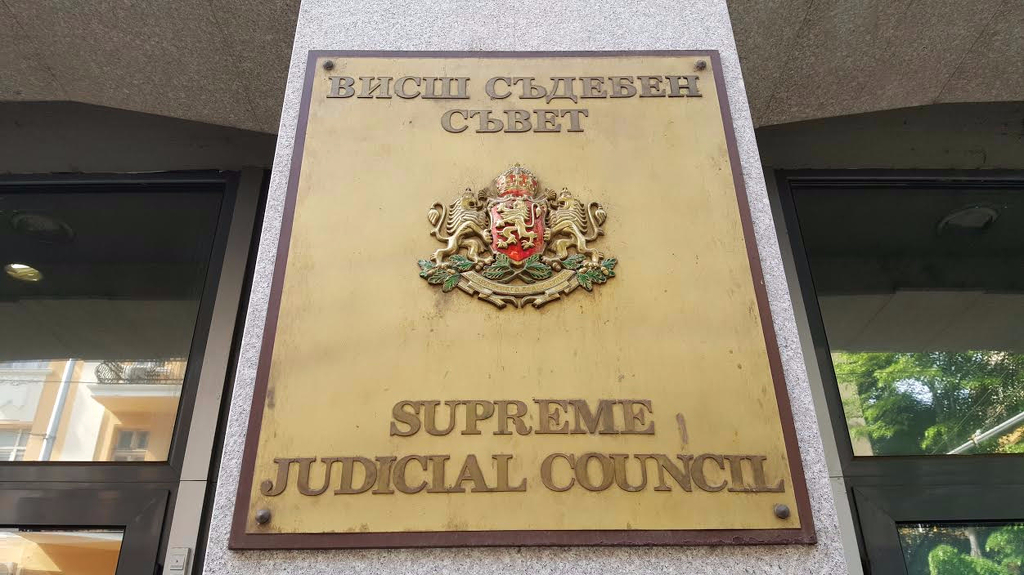 ВИСШ СЪДЕБЕН
СЪВЕТ
SUPREME
JUDICIAL COUNCIL